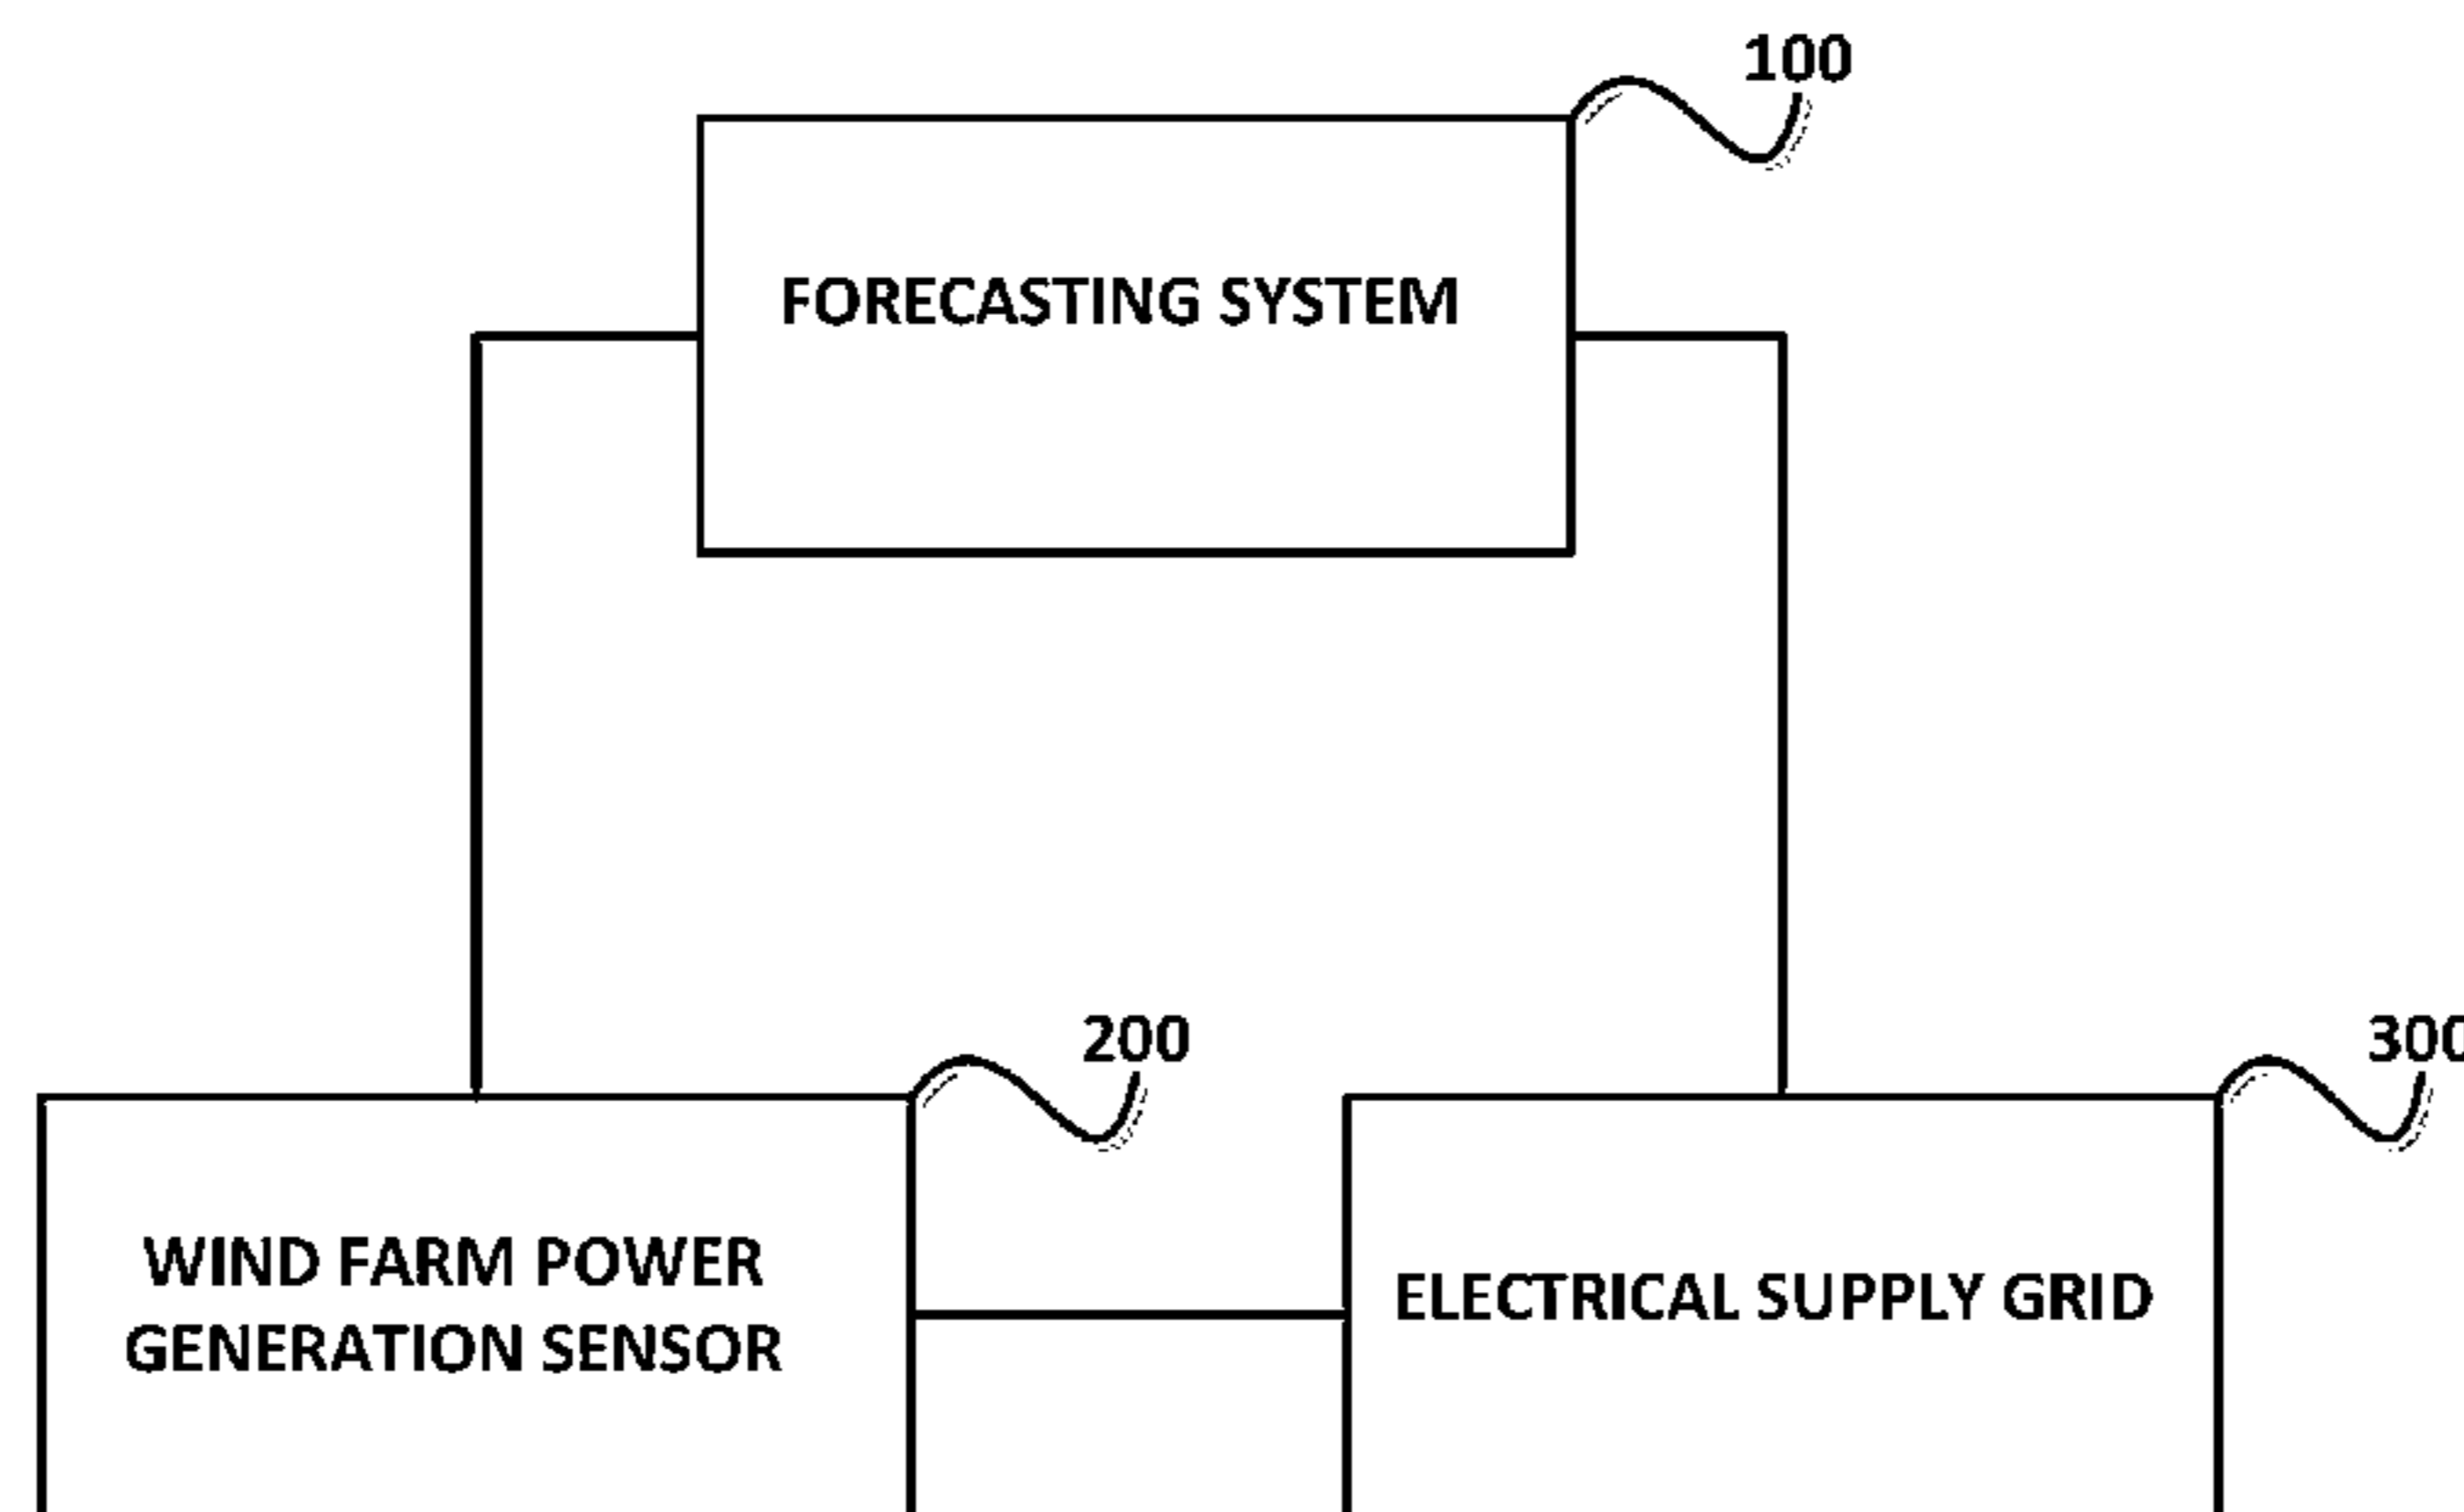 100
FORECASTING SYSTEM
200
300
WIND FARM POWER
GENERATION SENSOR
ELECTRICAL SUPPLY GRID